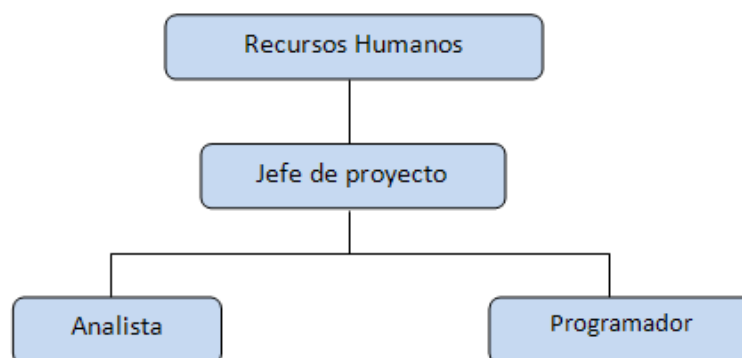 Recursos Humanos
Jefe de proyecto
Analista
Programador